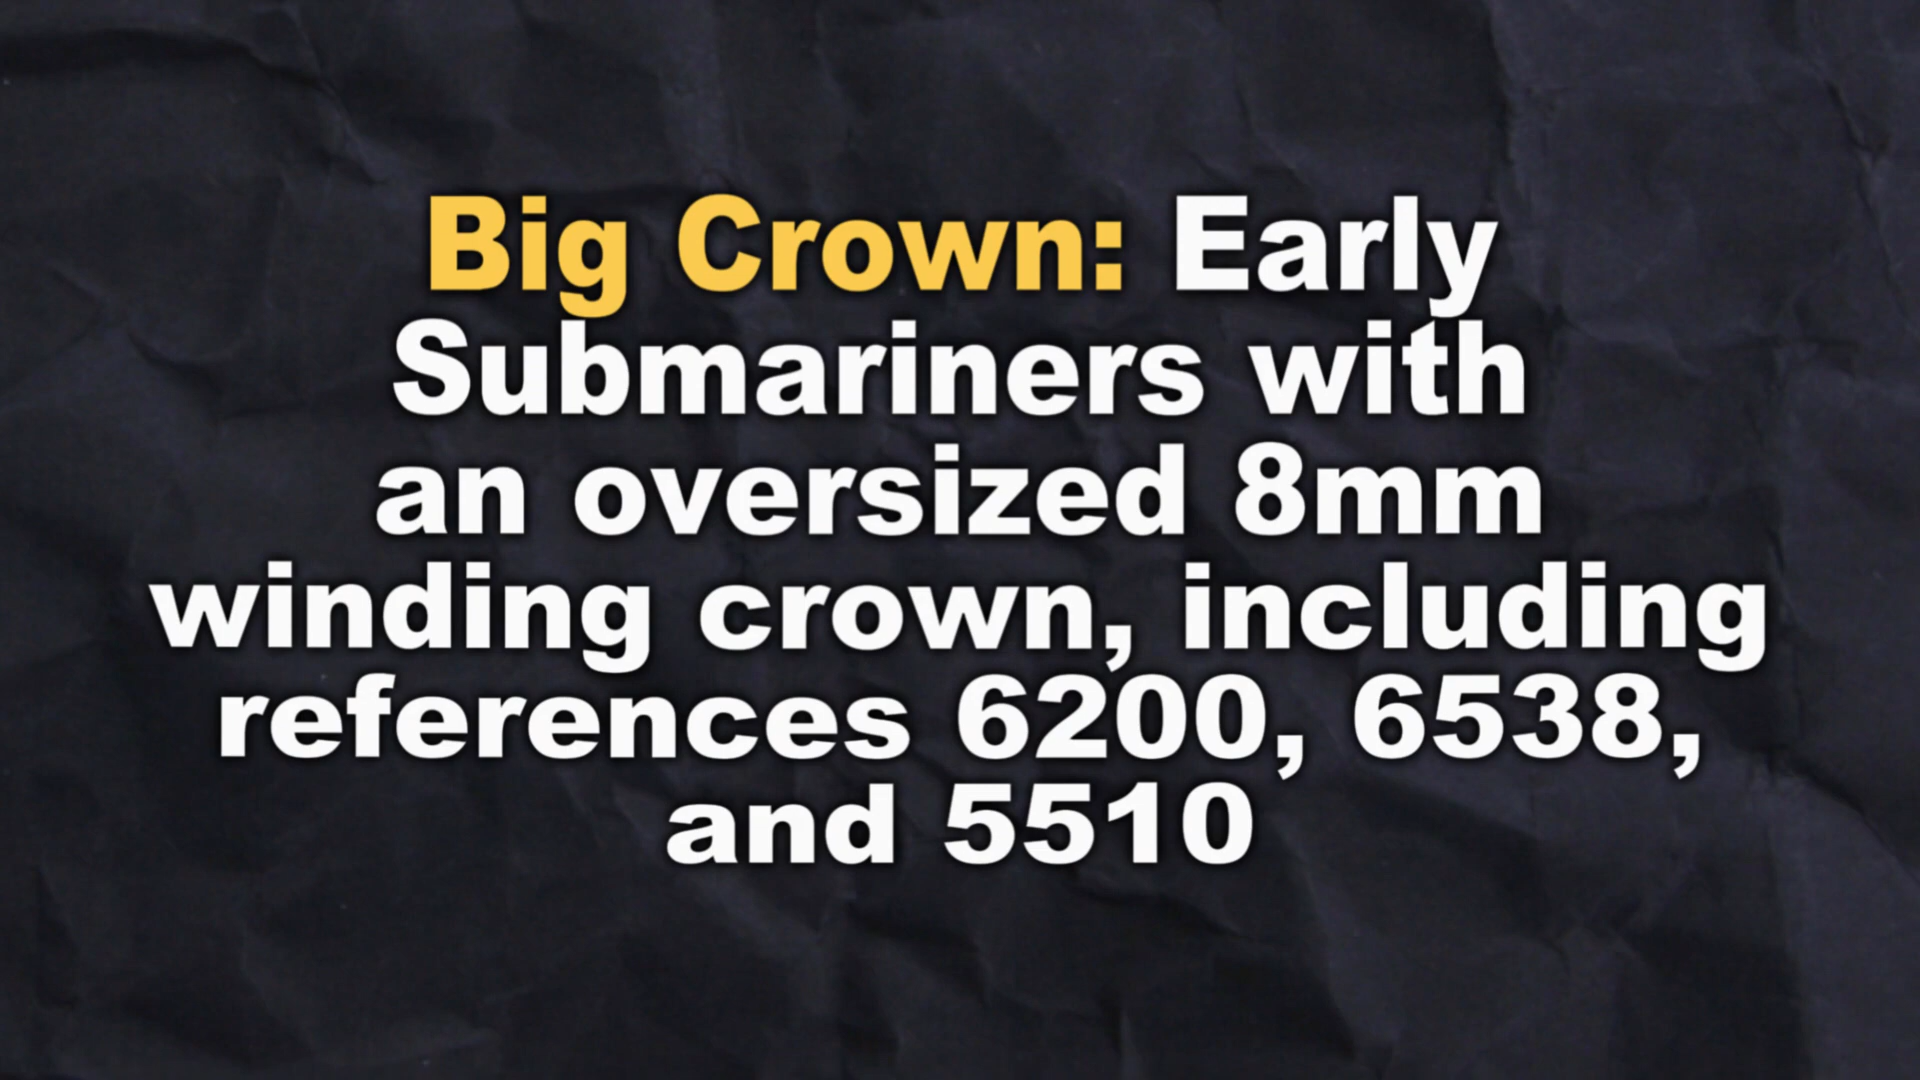 Big Crown: Early
Submariners with
an oversized 8mm
winding crown, including
references 6200, 6538,
and 5510